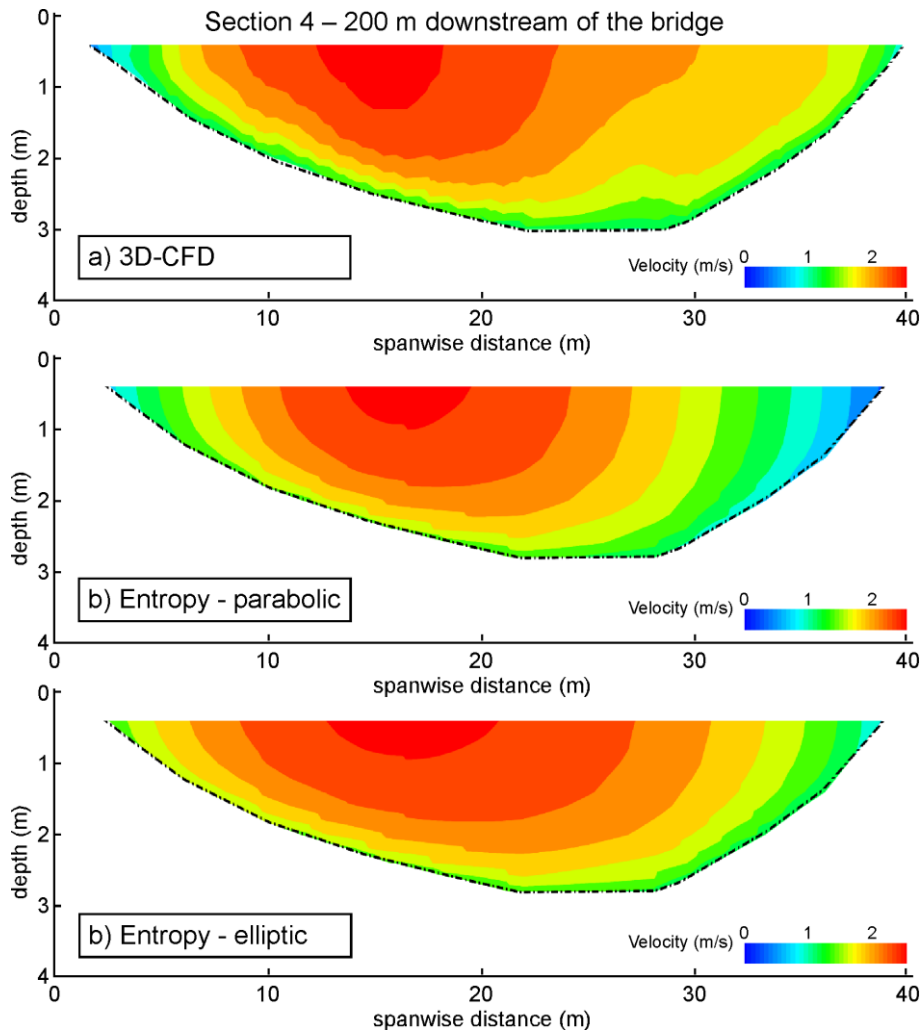 Section 4 – 200 m downstream of the bridge
0
1
2
3
4
depth (m)
a) 3D-CFD
Velocity (m/s) 0 1 2
0 10 20 30 40
spanwise distance (m)
0
1
2
3
4
depth (m)
b) Entropy - parabolic
Velocity (m/s) 0 1 2
0 10 20 30 40
spanwise distance (m)
0
1
2
3
4
depth (m)
b) Entropy - elliptic
Velocity (m/s) 0 1 2
0 10 20 30 40
spanwise distance (m)